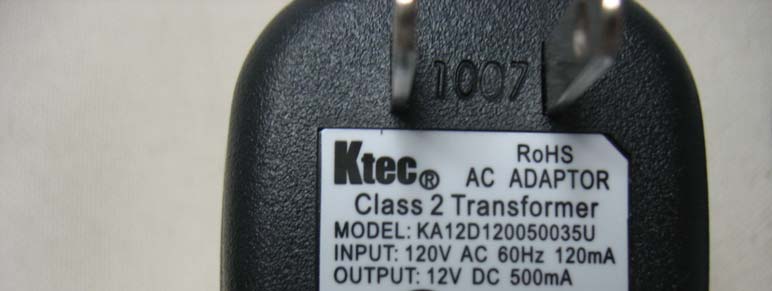 1007
Ktec® RoHS
AC ADAPTOR
Class 2 Transformer
MODEL: KA12D120050035U
INPUT: 120V AC 60Hz 120mA
OUTPUT: 12V DC 500mA